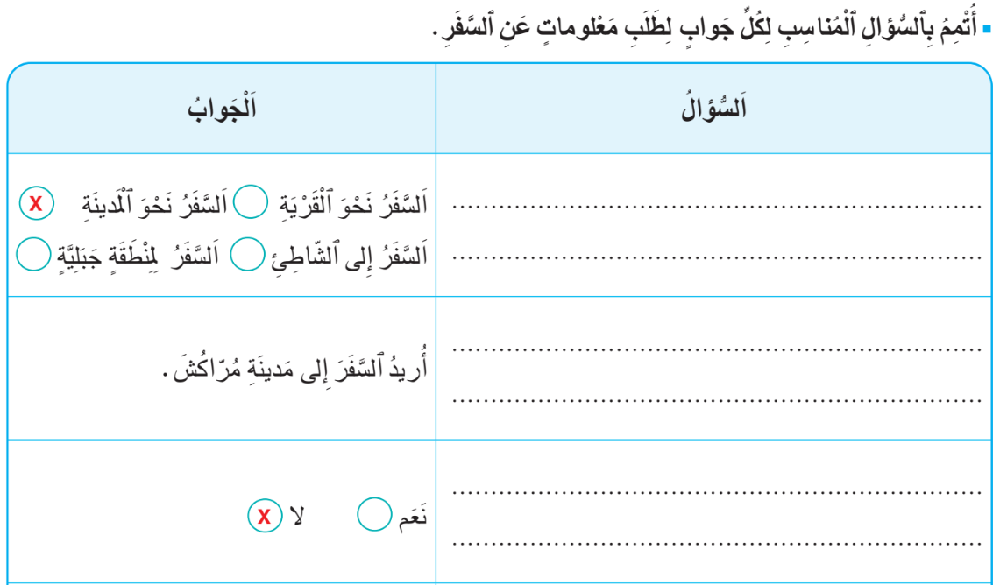 ▪ أُتْمِمُ بِٱلسُّؤالِ ٱلْمُناسِبِ لِكُلِّ جَوابٍ لِطَلَبِ مَعْلوماتٍ عَنِ ٱلسَّفَرِ .
اَلسُّؤالُ
اَلْجَوابُ
................................................................
اَلسَّفَرُ نَحْوَ ٱلْقَرْيَةِ اَلسَّفَرُ نَحْوَ ٱلْمَدينَةِ X
................................................................
اَلسَّفَرُ إِلى ٱلشّاطِئِ اَلسَّفَرُ لِمِنْطَقَةٍ جَبَلِيَّةٍ
................................................................
أُريدُ ٱلسَّفَرَ إِلى مَدينَةِ مُرّاكُشَ .
................................................................
................................................................
نَعَم لا X
................................................................